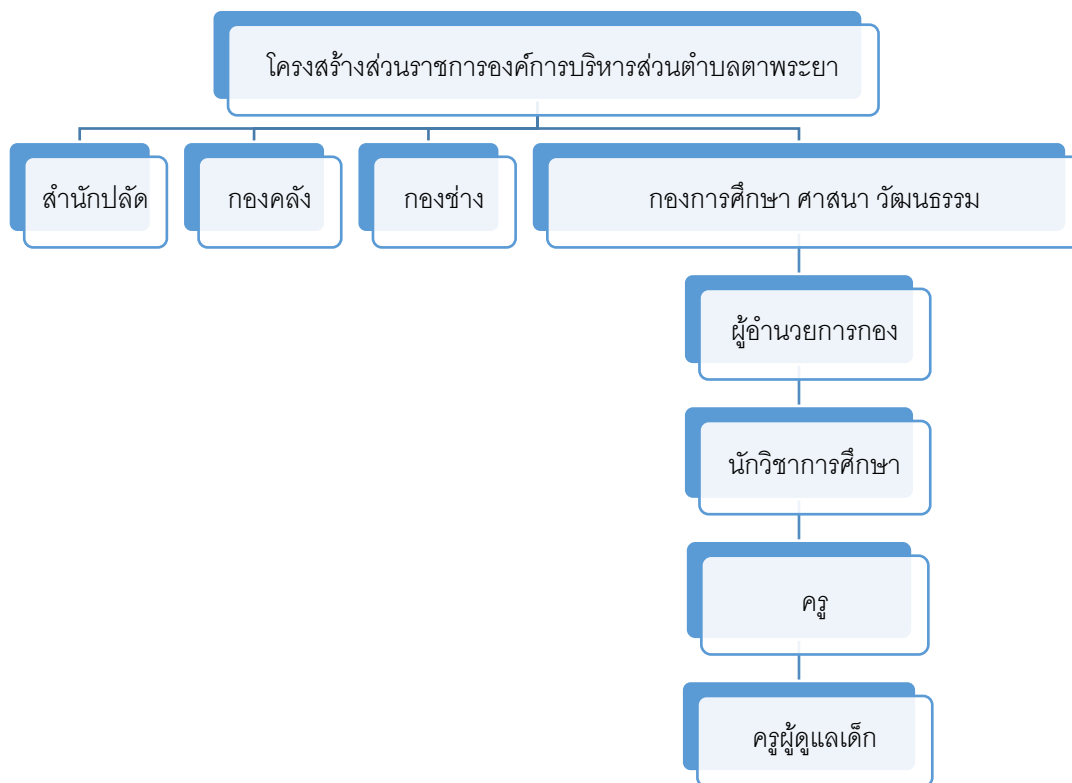 โครงสร้างส่วนราชการองค์การบริหารส่วนตำบลตาพระยา
สำนักปลัด
กองคลัง
กองช่าง
กองการศึกษา ศาสนา วัฒนธรรม
ผู้อำนวยการกอง
นักวิชาการศึกษา
ครู
ครูผู้ดูแลเด็ก